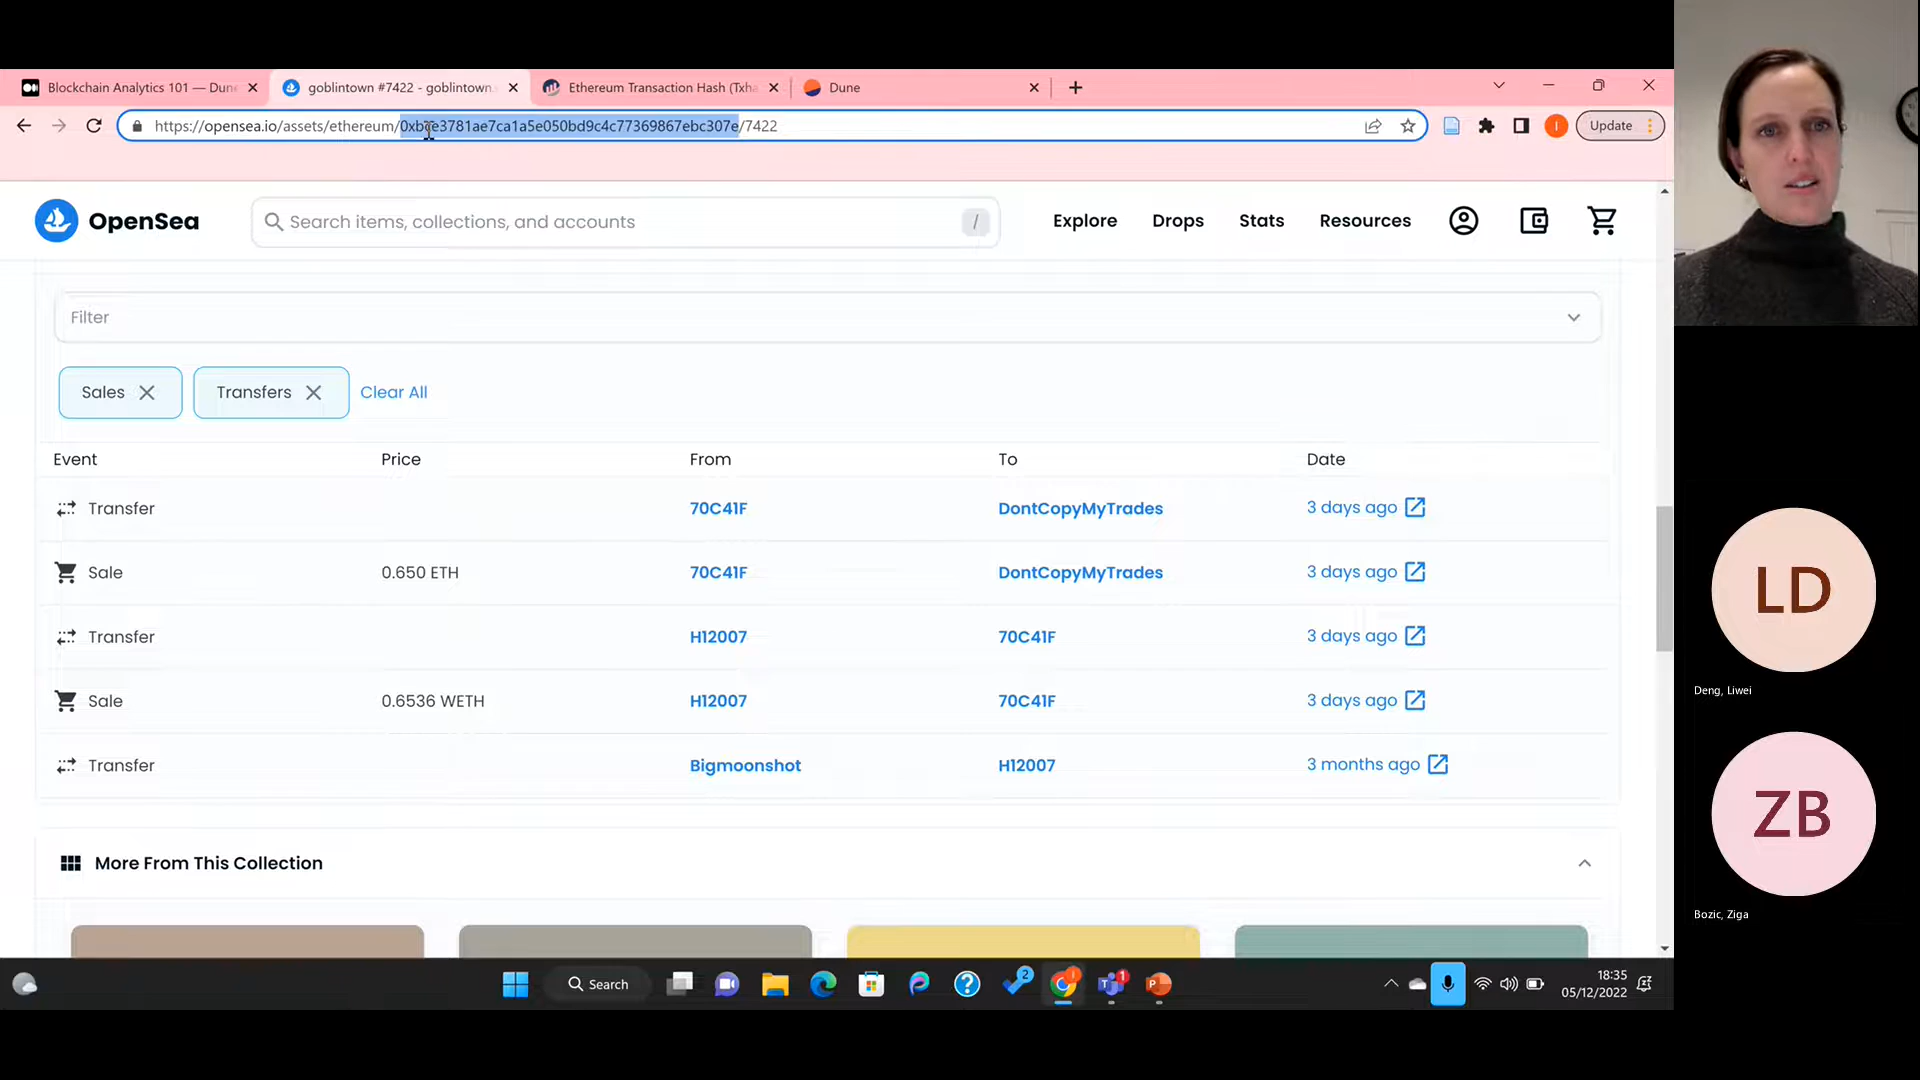 Blockchain Analytics 101 — Dune
goblintown #7422 - goblintown.
Ethereum Transaction Hash (Txha
Dune
https://opensea.io/assets/ethereum/0xbce3781ae7ca1a5e050bd9c4c77369867ebc307e/7422
I
Update
OpenSea
Search items, collections, and accounts
/
Explore
Drops
Stats
Resources
Filter
Sales
Transfers
Clear All
Event Price From To Date
Transfer 70C41F DontCopyMyTrades 3 days ago
Sale 0.650 ETH 70C41F DontCopyMyTrades 3 days ago
Transfer H12007 70C41F 3 days ago
Sale 0.6536 WETH H12007 70C41F 3 days ago
Transfer Bigmoonshot H12007 3 months ago
More From This Collection
LD
Deng, Liwei
ZB
Bozic, Ziga
Search
2
1
18:35
05/12/2022